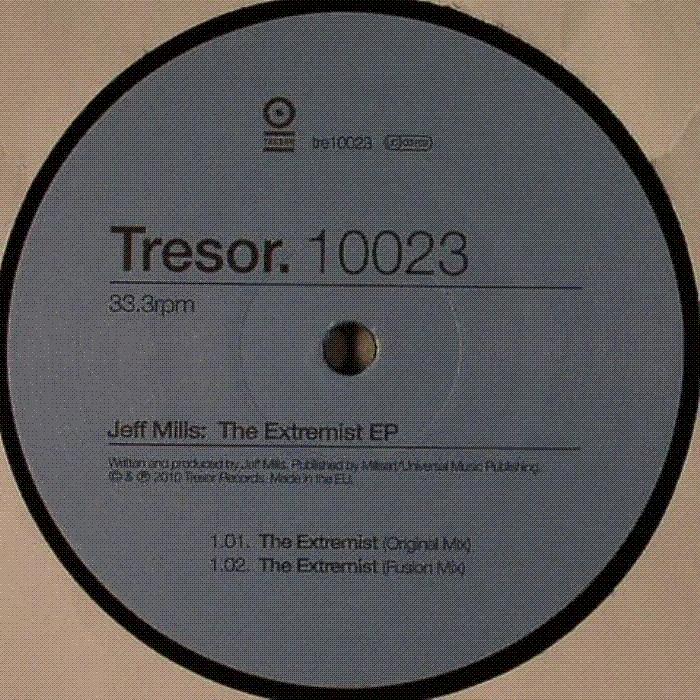 TRESOR tre10023
Tresor. 10023
33.3rpm
Jeff Mills: The Extremist EP
Written and produced by Jeff Mills. Published by Millsart/Universal Music Publishing.
© & ℗ 2010 Tresor Records. Made in the EU.
1.01. The Extremist (Original Mix)
1.02. The Extremist (Fusion Mix)